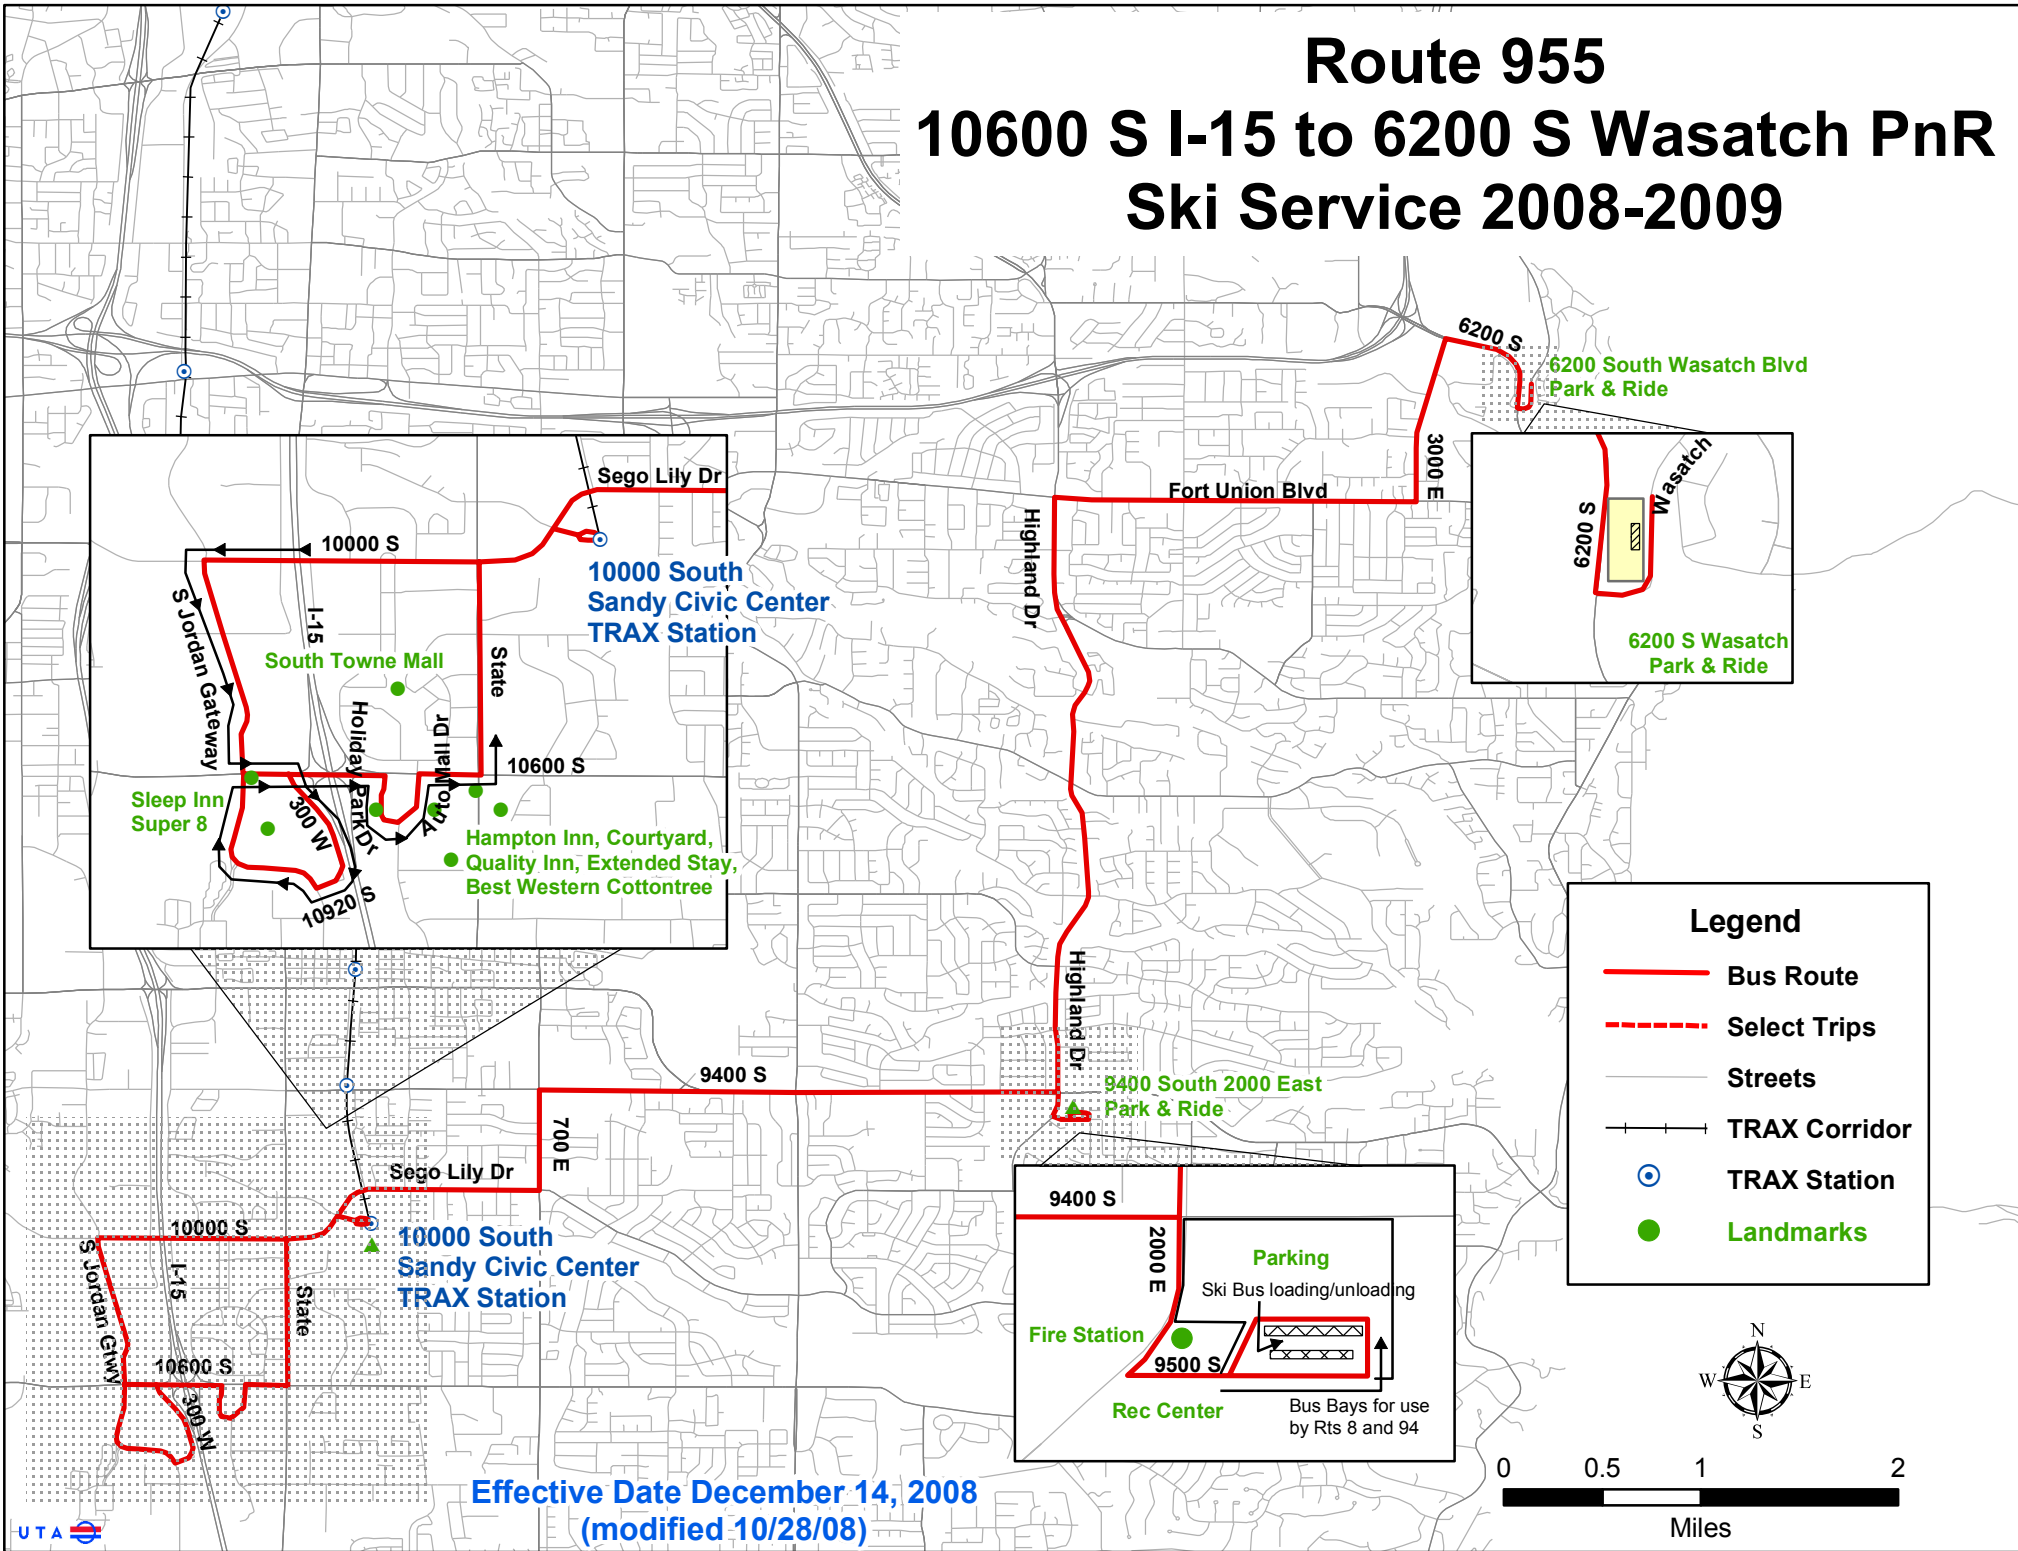 Route 955
10600 S I-15 to 6200 S Wasatch PnR
Ski Service 2008-2009
6200 S
6200 South Wasatch Blvd
Park & Ride
3000 E
Fort Union Blvd
Highland Dr
Wasatch
6200 S
6200 S Wasatch
Park & Ride
Sego Lily Dr
10000 S
10000 South
Sandy Civic Center
TRAX Station
S Jordan Gateway
I-15
South Towne Mall
State
Holiday Park Dr
Auto Mall Dr
10600 S
Sleep Inn
Super 8
300 W
Hampton Inn, Courtyard,
Quality Inn, Extended Stay,
Best Western Cottontree
10920 S
Highland Dr
9400 S
9400 South 2000 East
Park & Ride
700 E
Sego Lily Dr
10000 S
10000 South
Sandy Civic Center
TRAX Station
S Jordan Gtwy
I-15
State
10600 S
300 W
9400 S
2000 E
Parking
Ski Bus loading/unloading
Fire Station
9500 S
Rec Center
Bus Bays for use
by Rts 8 and 94
Legend
Bus Route
Select Trips
Streets
TRAX Corridor
TRAX Station
Landmarks
N
W
E
S
0 0.5 1 2
Miles
Effective Date December 14, 2008
(modified 10/28/08)
UTA